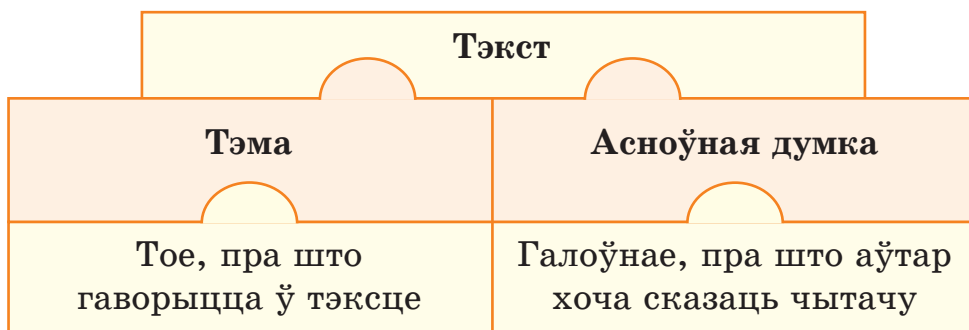 Тэкст
Тэма
Асноўная думка
Тое, пра што
гаворыцца ў тэксце
Галоўнае, пра што аўтар
хоча сказаць чытачу